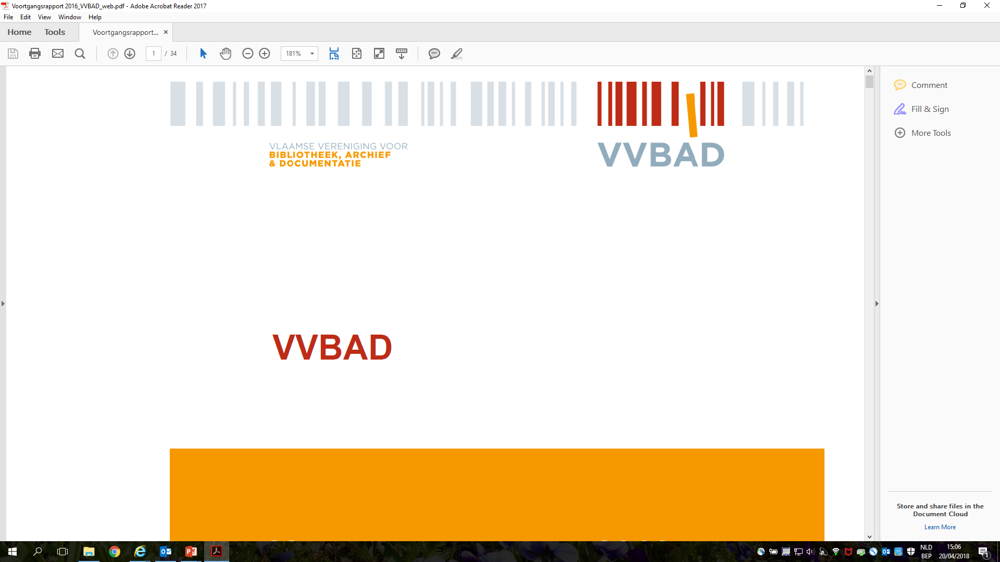 Voortgangsrapport 2016_VVBAD_web.pdf - Adobe Acrobat Reader 2017
File Edit View Window Help
Home Tools Voortgangsrapport... ×
1 / 34 181%
Comment
Fill & Sign
More Tools
VLAAMSE VERENIGING VOOR
BIBLIOTHEEK, ARCHIEF
& DOCUMENTATIE
VVBAD
VVBAD
Store and share files in the
Document Cloud
Learn More
NLD
BEP
15:06
20/04/2018
1